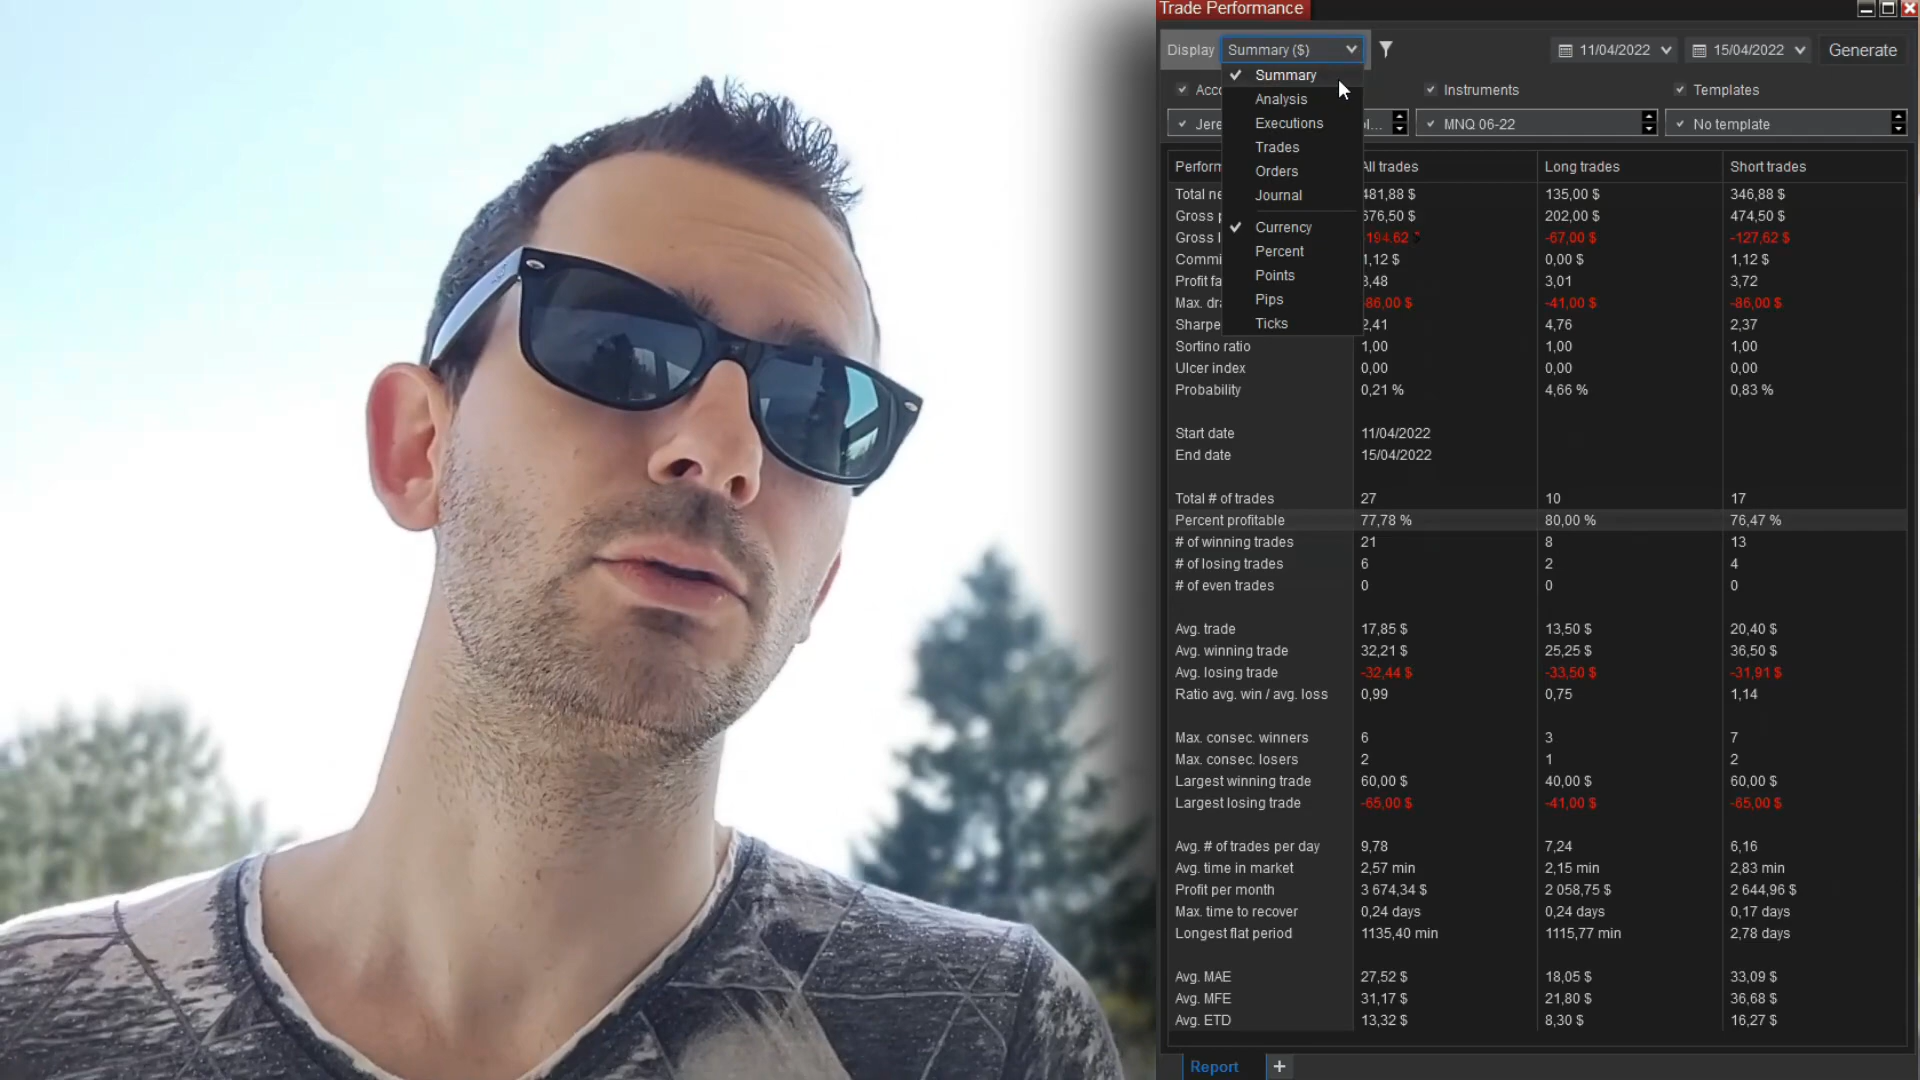 Trade Performance
Display Summary ($) 11/04/2022 15/04/2022 Generate
Summary
Analysis
Executions
Trades
Orders
Journal
Currency
Percent
Points
Pips
Ticks
Instruments Templates
MNQ 06-22 No template
All trades Long trades Short trades
481,88 $ 135,00 $ 346,88 $
676,50 $ 202,00 $ 474,50 $
-194,62 -67,00 $ -127,62 $
1,12 $ 0,00 $ 1,12 $
3,48 3,01 3,72
-86,00 $ -41,00 $ -86,00 $
Sharpe 2,41 4,76 2,37
Sortino ratio 1,00 1,00 1,00
Ulcer index 0,00 0,00 0,00
Probability 0,21 % 4,66 % 0,83 %
Start date 11/04/2022
End date 15/04/2022
Total # of trades 27 10 17
Percent profitable 77,78 % 80,00 % 76,47 %
# of winning trades 21 8 13
# of losing trades 6 2 4
# of even trades 0 0 0
Avg. trade 17,85 $ 13,50 $ 20,40 $
Avg. winning trade 32,21 $ 25,25 $ 36,50 $
Avg. losing trade -32,44 $ -33,50 $ -31,91 $
Ratio avg. win / avg. loss 0,99 0,75 1,14
Max. consec. winners 6 3 7
Max. consec. losers 2 1 2
Largest winning trade 60,00 $ 40,00 $ 60,00 $
Largest losing trade -65,00 $ -41,00 $ -65,00 $
Avg. # of trades per day 9,78 7,24 6,16
Avg. time in market 2,57 min 2,15 min 2,83 min
Profit per month 3 674,34 $ 2 058,75 $ 2 644,96 $
Max. time to recover 0,24 days 0,24 days 0,17 days
Longest flat period 1135,40 min 1115,77 min 2,78 days
Avg. MAE 27,52 $ 18,05 $ 33,09 $
Avg. MFE 31,17 $ 21,80 $ 36,68 $
Avg. ETD 13,32 $ 8,30 $ 16,27 $
Report +